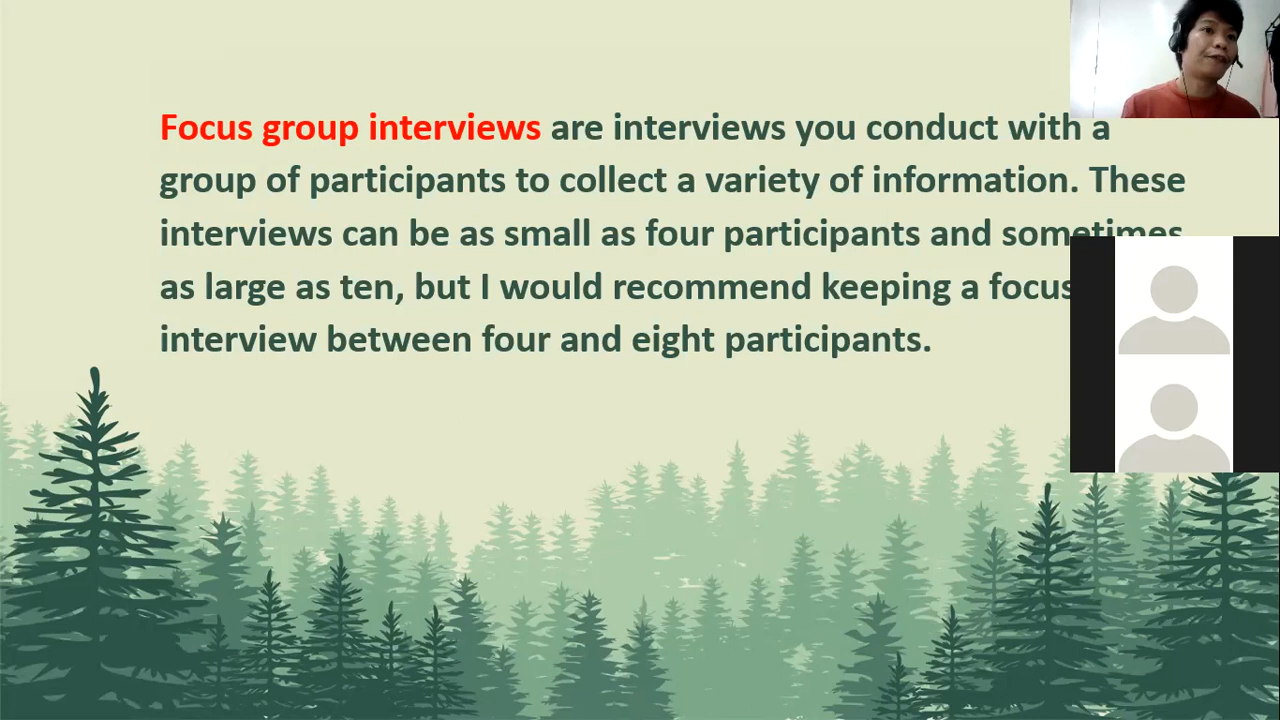 Focus group interviews are interviews you conduct with a
group of participants to collect a variety of information. These
interviews can be as small as four participants and sometimes
as large as ten, but I would recommend keeping a focus
interview between four and eight participants.